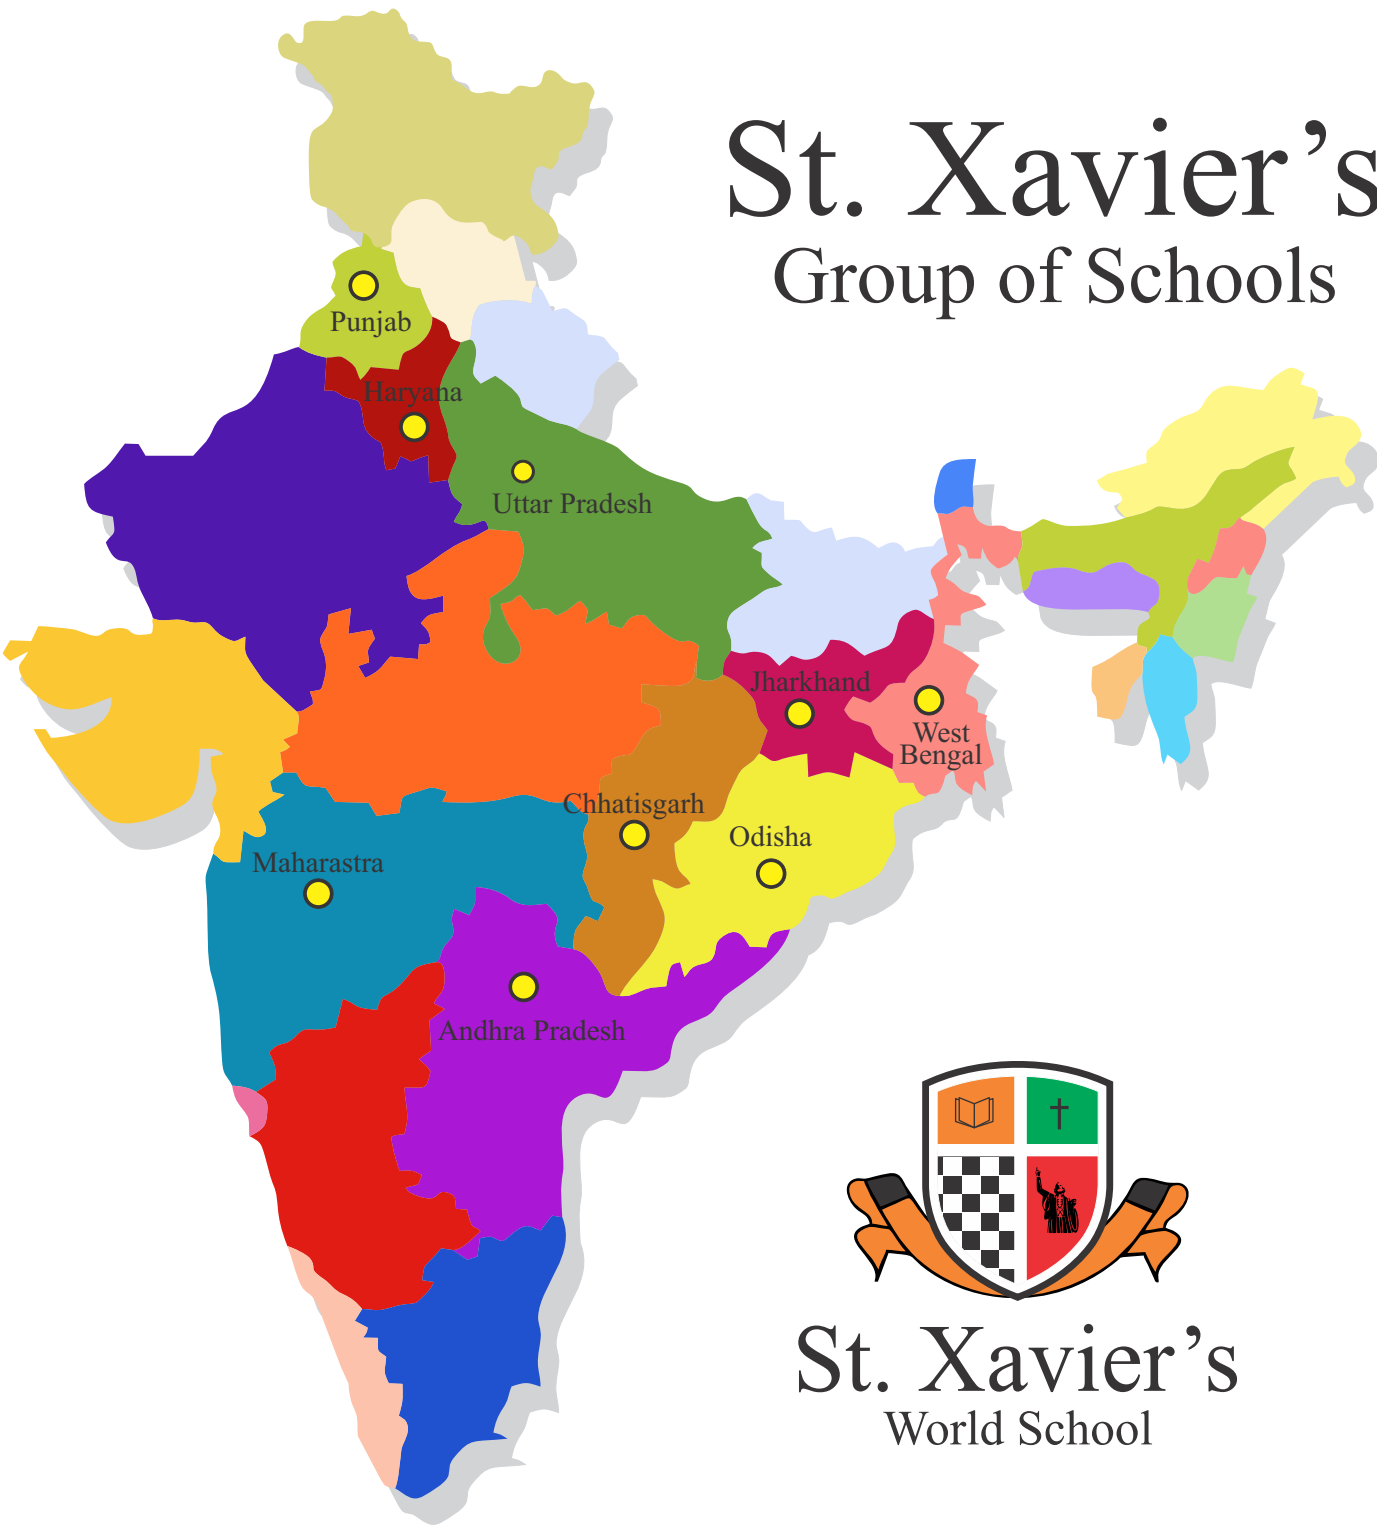 St. Xavier’s
Group of Schools
Punjab
Haryana
Uttar Pradesh
Jharkhand
West
Bengal
Chhatisgarh
Odisha
Maharastra
Andhra Pradesh
St. Xavier’s
World School